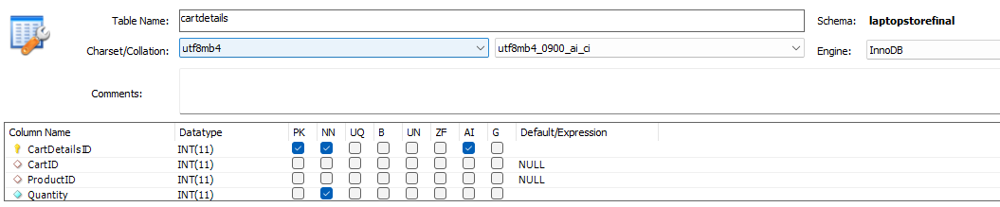 Table Name: cartdetails Schema: laptopstorefinal
Charset/Collation: utf8mb4 utf8mb4_0900_ai_ci Engine: InnoDB
Comments:
Column Name Datatype PK NN UQ B UN ZF AI G Default/Expression
CartDetailsID INT(11)
CartID INT(11) NULL
ProductID INT(11) NULL
Quantity INT(11)